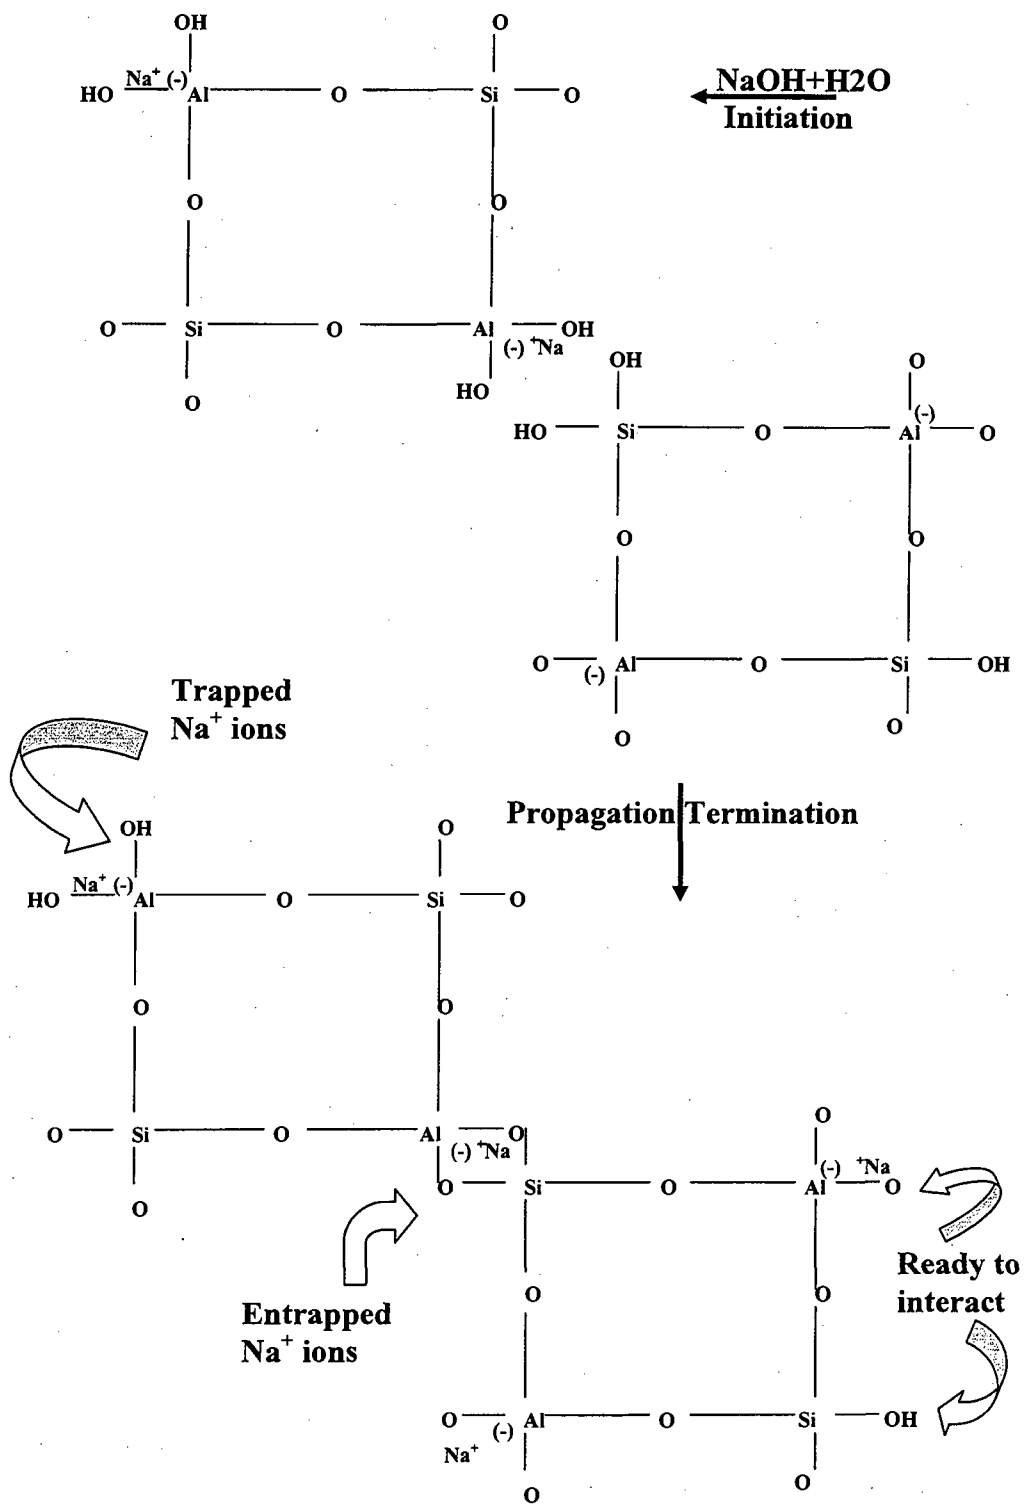 OH O
Na⁺ (-)
HO Al O Si O
NaOH+H2O
Initiation
O O
O Si O Al OH
(-) ⁺Na
O HO
OH O
(-)
HO Si O Al O
O O
O Al O Si OH
(-)
O O
Trapped
Na⁺ ions
Propagation Termination
OH O
Na⁺ (-)
HO Al O Si O
O O
O Si O Al O
(-) ⁺Na
O
O
(-) ⁺Na
O Si O Al O
Ready to
interact
Entrapped
Na⁺ ions
O O
O Al O Si OH
(-)
Na⁺
O O